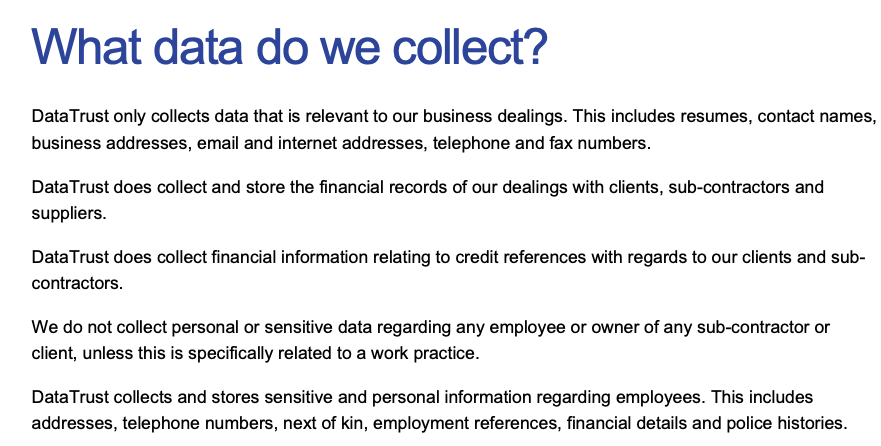 What data do we collect?
DataTrust only collects data that is relevant to our business dealings. This includes resumes, contact names,
business addresses, email and internet addresses, telephone and fax numbers.
DataTrust does collect and store the financial records of our dealings with clients, sub-contractors and
suppliers.
DataTrust does collect financial information relating to credit references with regards to our clients and sub-
contractors.
We do not collect personal or sensitive data regarding any employee or owner of any sub-contractor or
client, unless this is specifically related to a work practice.
DataTrust collects and stores sensitive and personal information regarding employees. This includes
addresses, telephone numbers, next of kin, employment references, financial details and police histories.